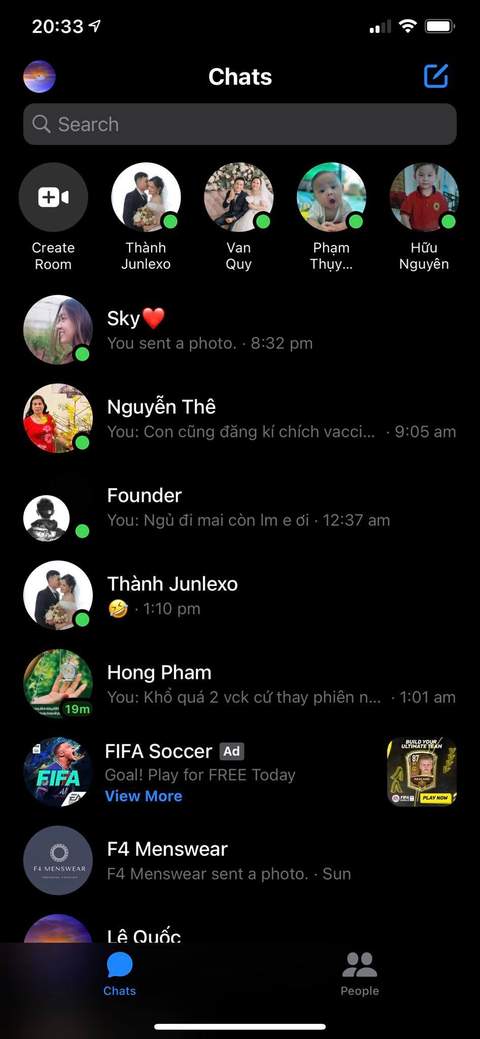 20:33
Chats
Search
Create
Room
Thành
Junlexo
Van
Quy
Phạm
Thụy...
Hữu
Nguyên
Sky❤️
You sent a photo. · 8:32 pm
Nguyễn Thê
You: Con cũng đăng kí chích vacci... · 9:05 am
Founder
You: Ngủ đi mai còn lm e ơi · 12:37 am
Thành Junlexo
🤣 · 1:10 pm
Hong Pham
You: Khổ quá 2 vck cứ thay phiên n... · 1:01 am
19m
FIFA Soccer Ad
Goal! Play for FREE Today
View More
FIFA
EA
BUILD YOUR
ULTIMATE TEAM
87
PLAY NOW
F4 Menswear
F4 Menswear sent a photo. · Sun
F4 MENSWEAR
Lê Quốc
Chats
People